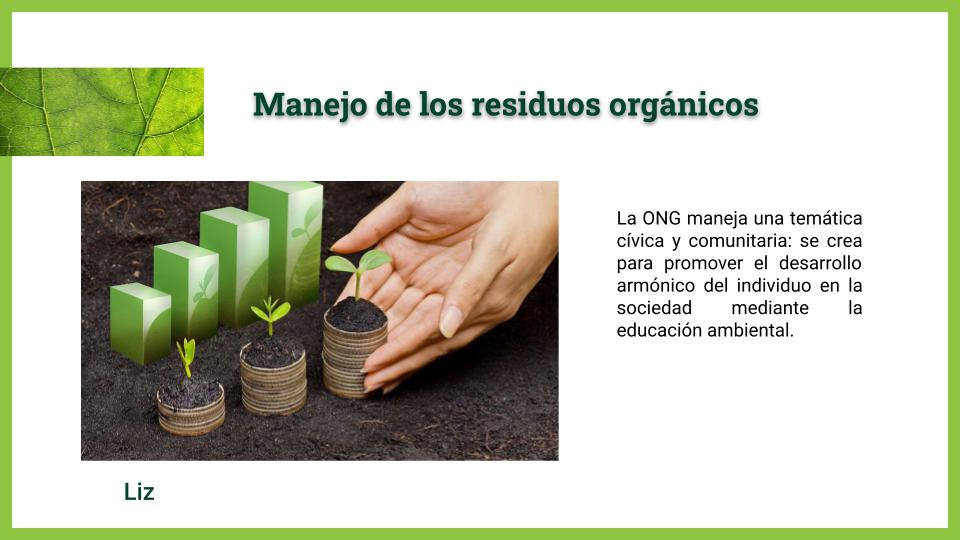 Manejo de los residuos orgánicos
La ONG maneja una temática
cívica y comunitaria: se crea
para promover el desarrollo
armónico del individuo en la
sociedad mediante la
educación ambiental.
Liz